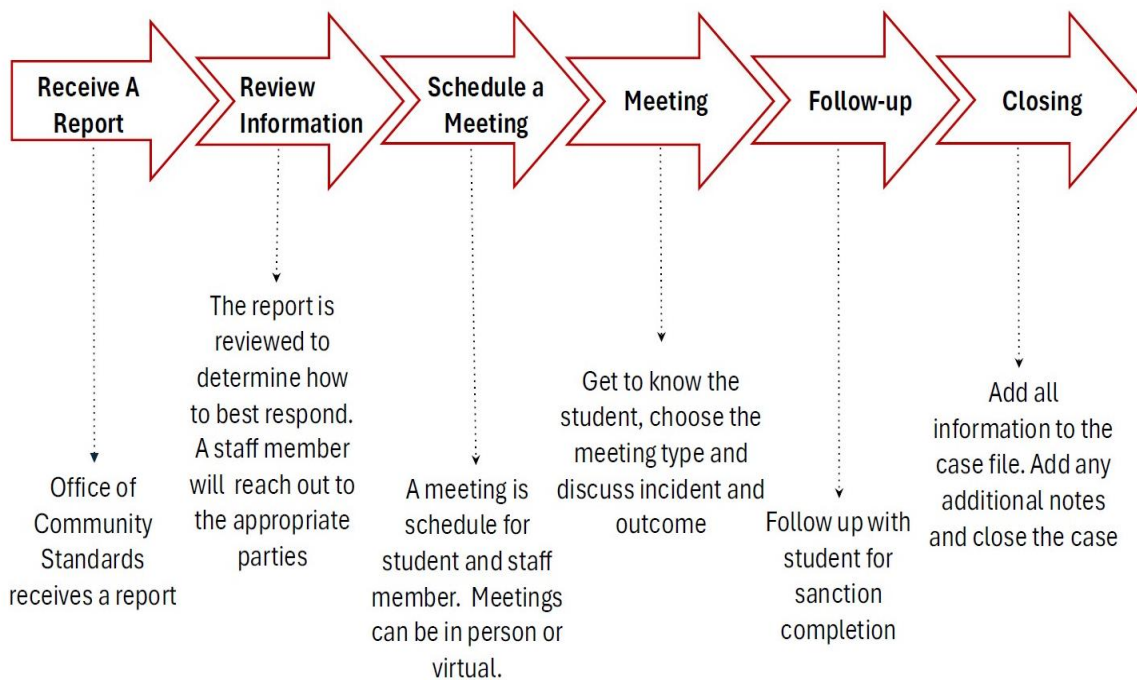 Receive A
Report
Review
Information
Schedule a
Meeting
Meeting
Follow-up
Closing
Office of
Community
Standards
receives a report
The report is
reviewed to
determine how
to best respond.
A staff member
will reach out to
the appropriate
parties
A meeting is
schedule for
student and staff
member. Meetings
can be in person or
virtual.
Get to know the
student, choose the
meeting type and
discuss incident and
outcome
Follow up with
student for
sanction
completion
Add all
information to the
case file. Add any
additional notes
and close the case